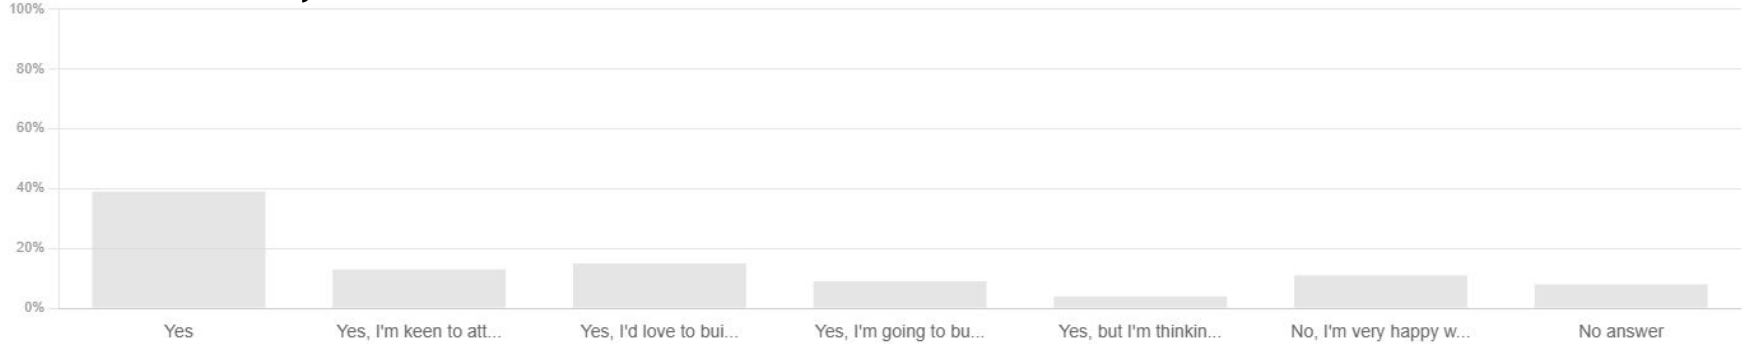 100%
80%
60%
40%
20%
0%
Yes
Yes, I'm keen to att...
Yes, I'd love to bui...
Yes, I'm going to bu...
Yes, but I'm thinkin...
No, I'm very happy w...
No answer